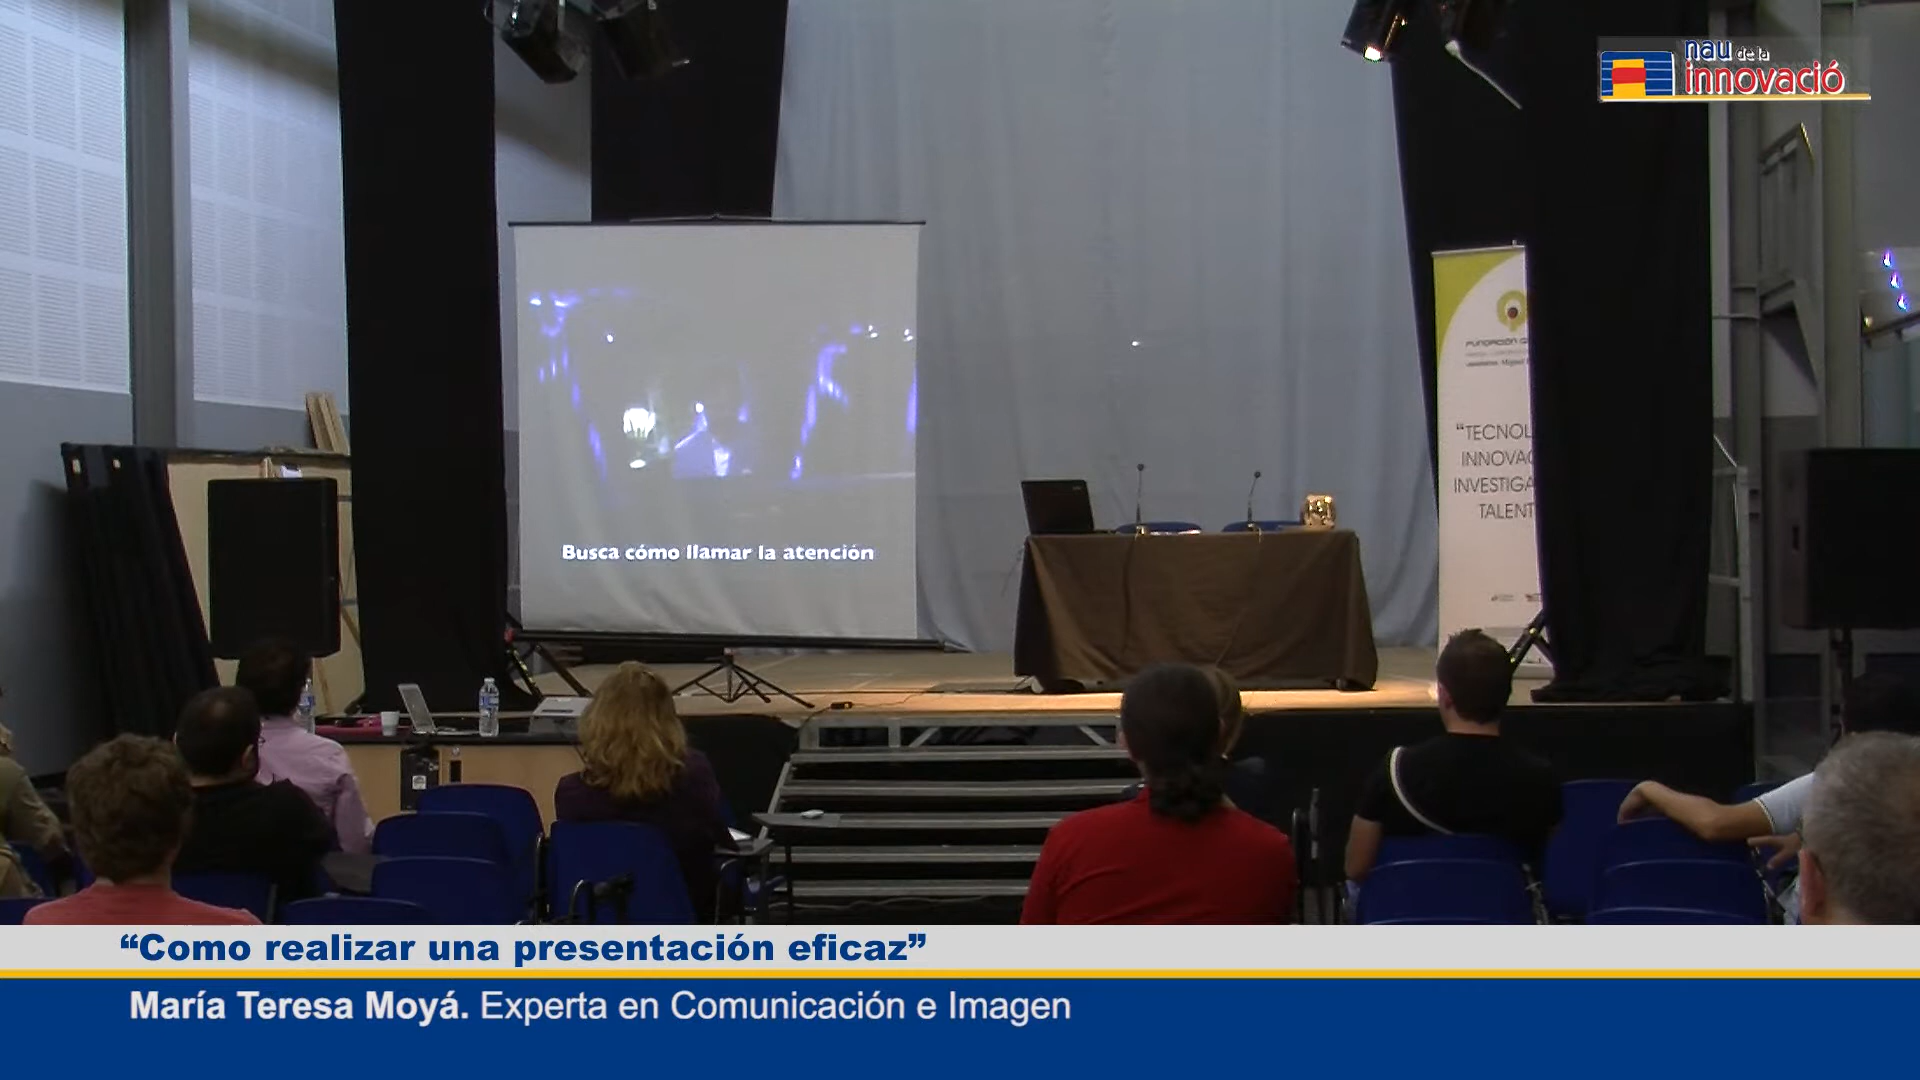 nau de la
innovació
Busca cómo llamar la atención
FUNDACIÓN
“TECNOL
INNOVAC
INVESTIGA
TALENT
“Como realizar una presentación eficaz”
María Teresa Moyá. Experta en Comunicación e Imagen